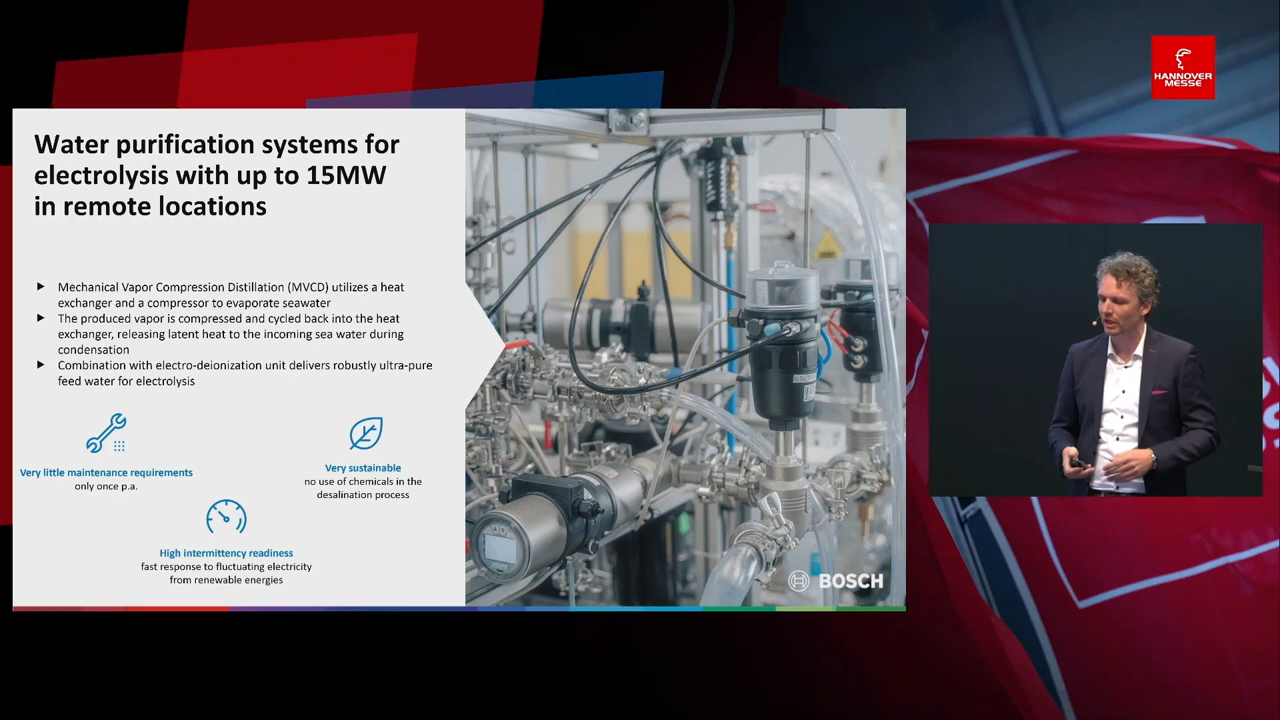 HANNOVER
MESSE
Water purification systems for
electrolysis with up to 15MW
in remote locations
Mechanical Vapor Compression Distillation (MVCD) utilizes a heat
exchanger and a compressor to evaporate seawater
The produced vapor is compressed and cycled back into the heat
exchanger, releasing latent heat to the incoming sea water during
condensation
Combination with electro-deionization unit delivers robustly ultra-pure
feed water for electrolysis
Very little maintenance requirements
only once p.a.
Very sustainable
no use of chemicals in the
desalination process
High intermittency readiness
fast response to fluctuating electricity
from renewable energies
BOSCH